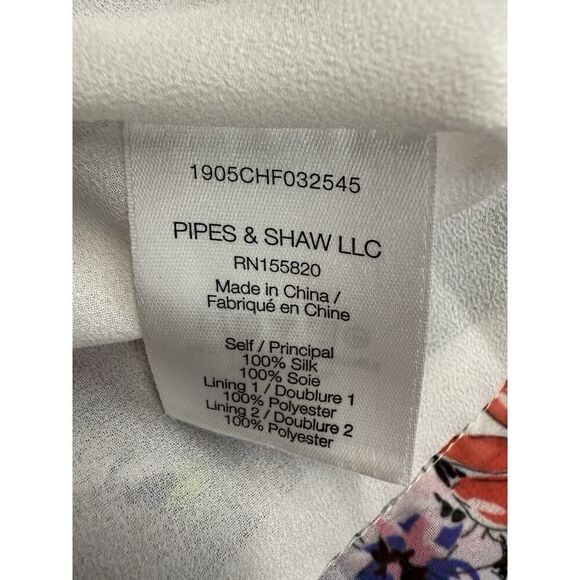 1905CHF032545
PIPES & SHAW LLC
RN155820
Made in China /
Fabriqué en Chine
Self / Principal
100% Silk
100% Soie
Lining 1 / Doublure 1
100% Polyester
Lining 2 / Doublure 2
100% Polyester